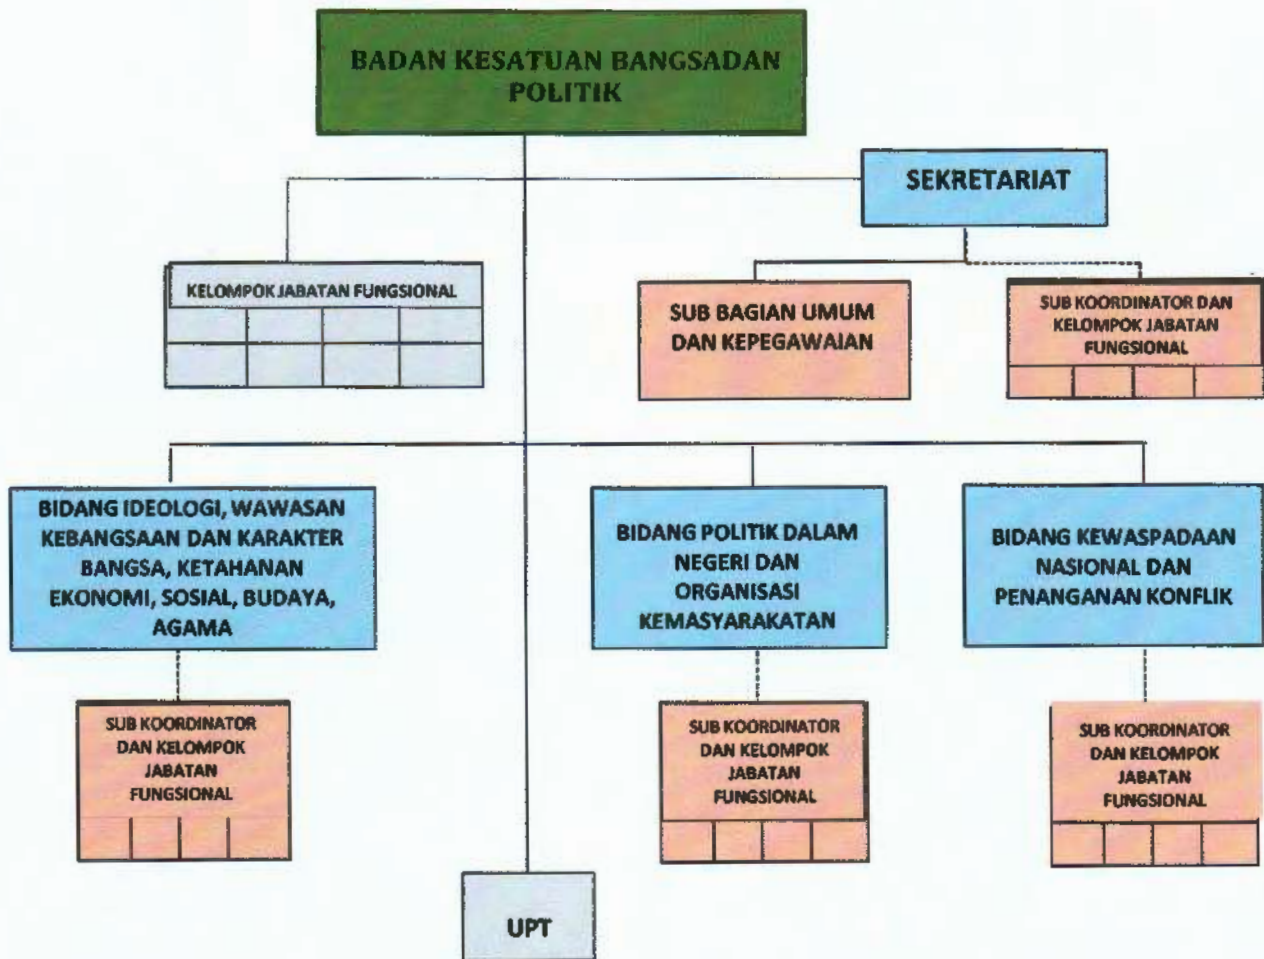 BADAN KESATUAN BANGSADAN
POLITIK
SEKRETARIAT
KELOMPOK JABATAN FUNGSIONAL
SUB BAGIAN UMUM
DAN KEPEGAWAIAN
SUB KOORDINATOR DAN
KELOMPOK JABATAN
FUNGSIONAL
BIDANG IDEOLOGI, WAWASAN
KEBANGSAAN DAN KARAKTER
BANGSA, KETAHANAN
EKONOMI, SOSIAL, BUDAYA,
AGAMA
BIDANG POLITIK DALAM
NEGERI DAN
ORGANISASI
KEMASYARAKATAN
BIDANG KEWASPADAAN
NASIONAL DAN
PENANGANAN KONFLIK
SUB KOORDINATOR
DAN KELOMPOK
JABATAN
FUNGSIONAL
SUB KOORDINATOR
DAN KELOMPOK
JABATAN
FUNGSIONAL
SUB KOORDINATOR
DAN KELOMPOK
JABATAN
FUNGSIONAL
UPT